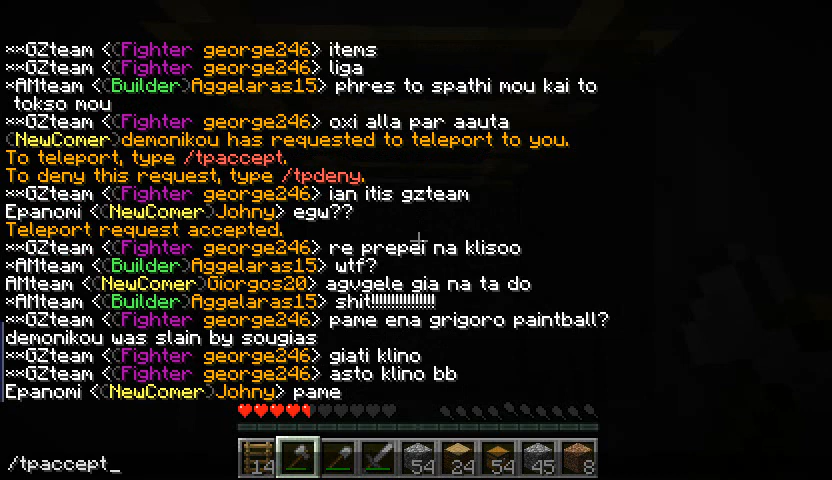 **GZteam <(Fighter george246> items
**GZteam <(Fighter george246> liga
*AMteam <(Builder)Aggelaras15> phres to spathi mou kai to
tokso mou
**GZteam <(Fighter george246> oxi alla par aauta
(NewComer)demonikou has requested to teleport to you.
To teleport, type /tpaccept.
To deny this request, type /tpdeny.
**GZteam <(Fighter george246> ian itis gzteam
Epanomi <(NewComer)Johny> egw??
Teleport request accepted.
**GZteam <(Fighter george246> re prepei na klisoo
*AMteam <(Builder)Aggelaras15> wtf?
AMteam <(NewComer)Giorgos20> agvgele gia na ta do
*AMteam <(Builder)Aggelaras15> shit!!!!!!!!!!!!!!!!
**GZteam <(Fighter george246> pame ena grigoro paintball?
demonikou was slain by sougias
**GZteam <(Fighter george246> giati klino
**GZteam <(Fighter george246> asto klino bb
Epanomi <(NewComer)Johny> pame
14 54 24 54 45 8
/tpaccept_